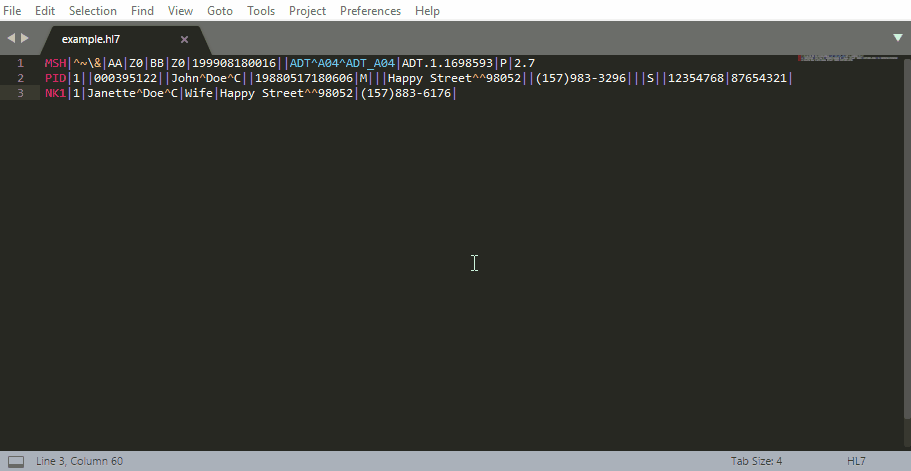 File Edit Selection Find View Goto Tools Project Preferences Help
example.hl7
1 MSH|^~\&|AA|Z0|BB|Z0|199908180016||ADT^A04^ADT_A04|ADT.1.1698593|P|2.7
2 PID|1||000395122||John^Doe^C||19880517180606|M|||Happy Street^^98052||(157)983-3296|||S||12354768|87654321|
3 NK1|1|Janette^Doe^C|Wife|Happy Street^^98052|(157)883-6176|
Line 3, Column 60 Tab Size: 4 HL7